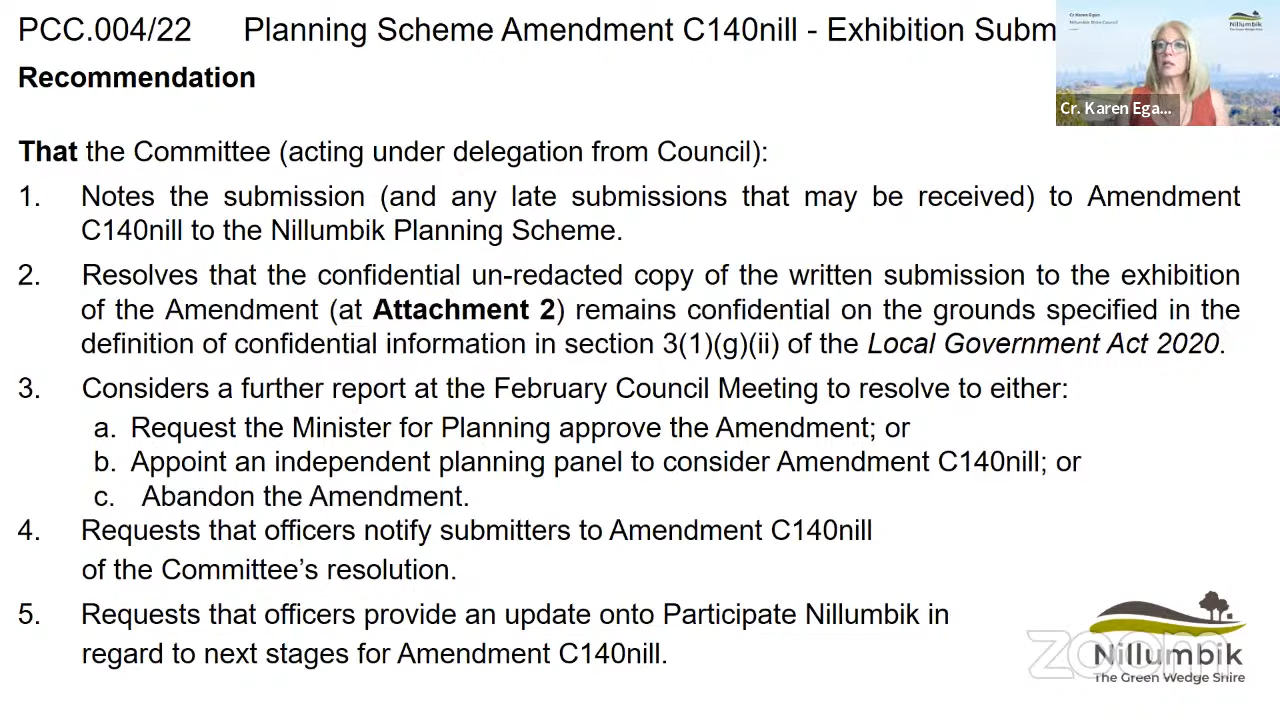 PCC.004/22 Planning Scheme Amendment C140nill - Exhibition Subm
Cr Karen Egan
Nillumbik Shire Council
Nillumbik
Recommendation
Cr. Karen Ega...
That the Committee (acting under delegation from Council):
1. Notes the submission (and any late submissions that may be received) to Amendment
C140nill to the Nillumbik Planning Scheme.
2. Resolves that the confidential un-redacted copy of the written submission to the exhibition
of the Amendment (at Attachment 2) remains confidential on the grounds specified in the
definition of confidential information in section 3(1)(g)(ii) of the Local Government Act 2020.
3. Considers a further report at the February Council Meeting to resolve to either:
a. Request the Minister for Planning approve the Amendment; or
b. Appoint an independent planning panel to consider Amendment C140nill; or
c. Abandon the Amendment.
4. Requests that officers notify submitters to Amendment C140nill
of the Committee's resolution.
5. Requests that officers provide an update onto Participate Nillumbik in
regard to next stages for Amendment C140nill.
zoom
Nillumbik
The Green Wedge Shire